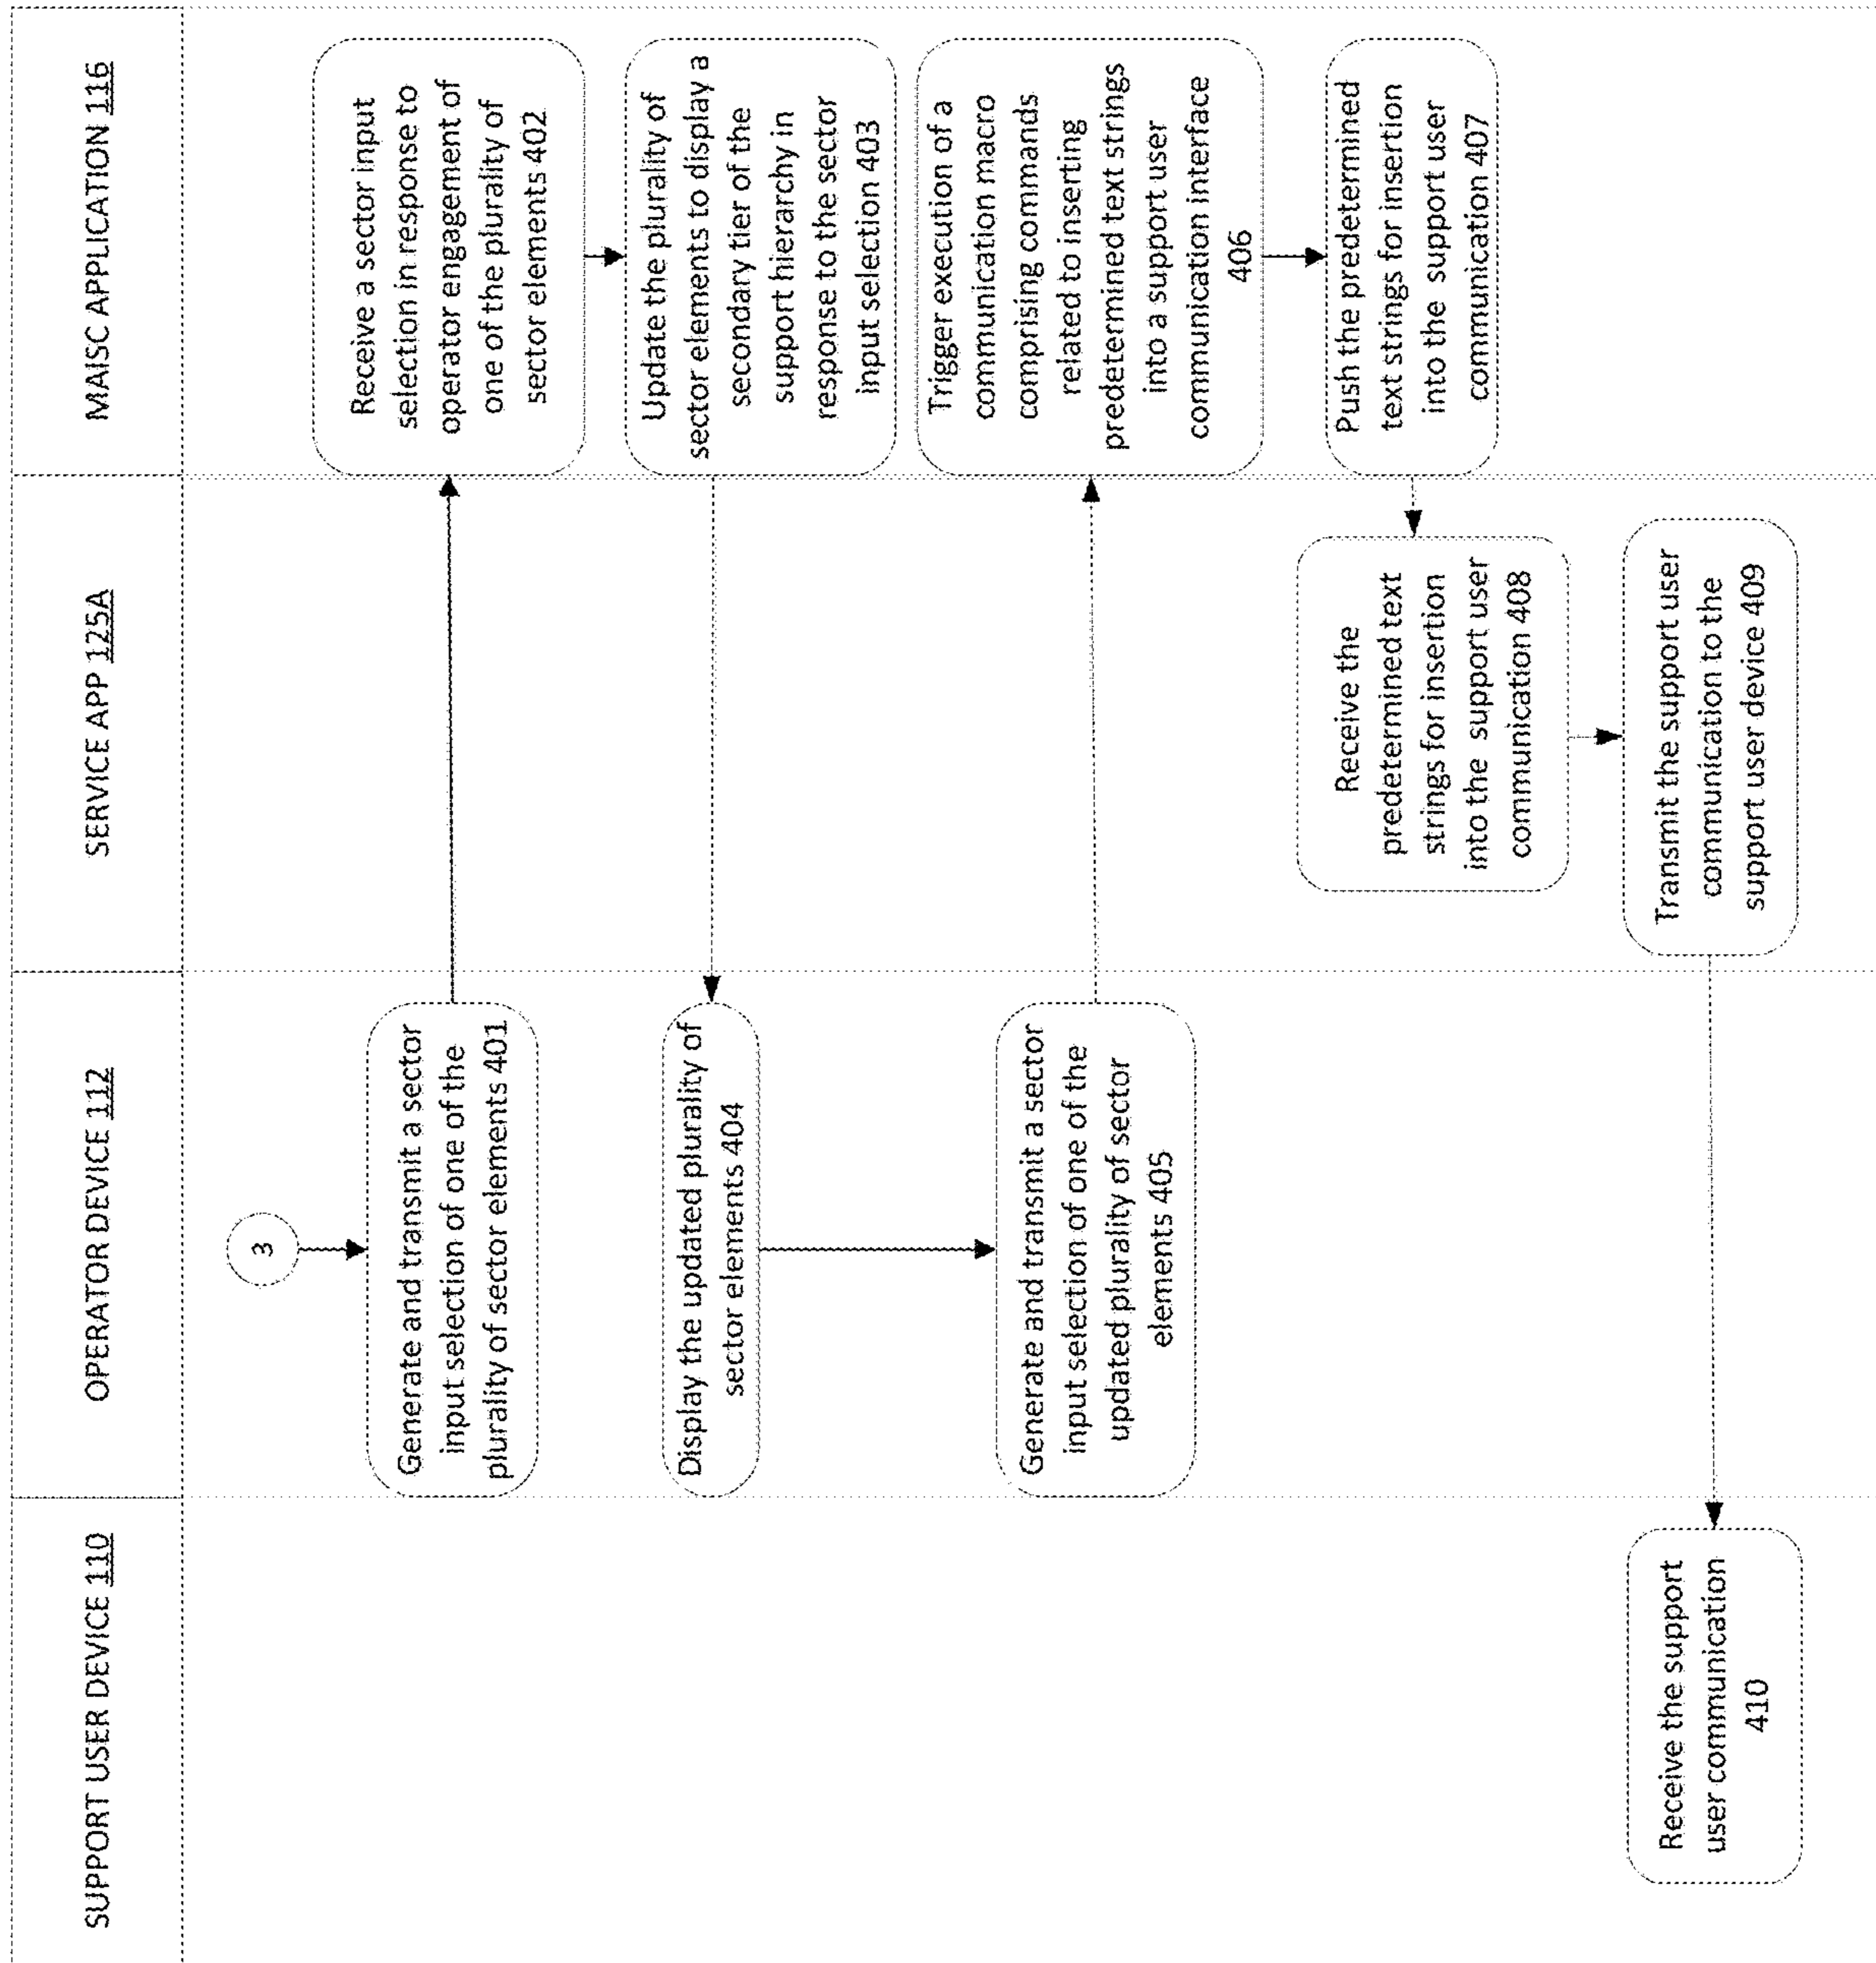 SUPPORT USER DEVICE 110
OPERATOR DEVICE 112
SERVICE APP 125A
MAISC APPLICATION 116
3
Generate and transmit a sector
input selection of one of the
plurality of sector elements 401
Receive a sector input
selection in response to
operator engagement of
one of the plurality of
sector elements 402
Update the plurality of
sector elements to display a
secondary tier of the
support hierarchy in
response to the sector
input selection 403
Display the updated plurality of
sector elements 404
Generate and transmit a sector
input selection of one of the
updated plurality of sector
elements 405
Trigger execution of a
communication macro
comprising commands
related to inserting
predetermined text strings
into a support user
communication interface
406
Push the predetermined
text strings for insertion
into the support user
communication 407
Receive the
predetermined text
strings for insertion
into the support user
communication 408
Transmit the support user
communication to the
support user device 409
Receive the support
user communication
410